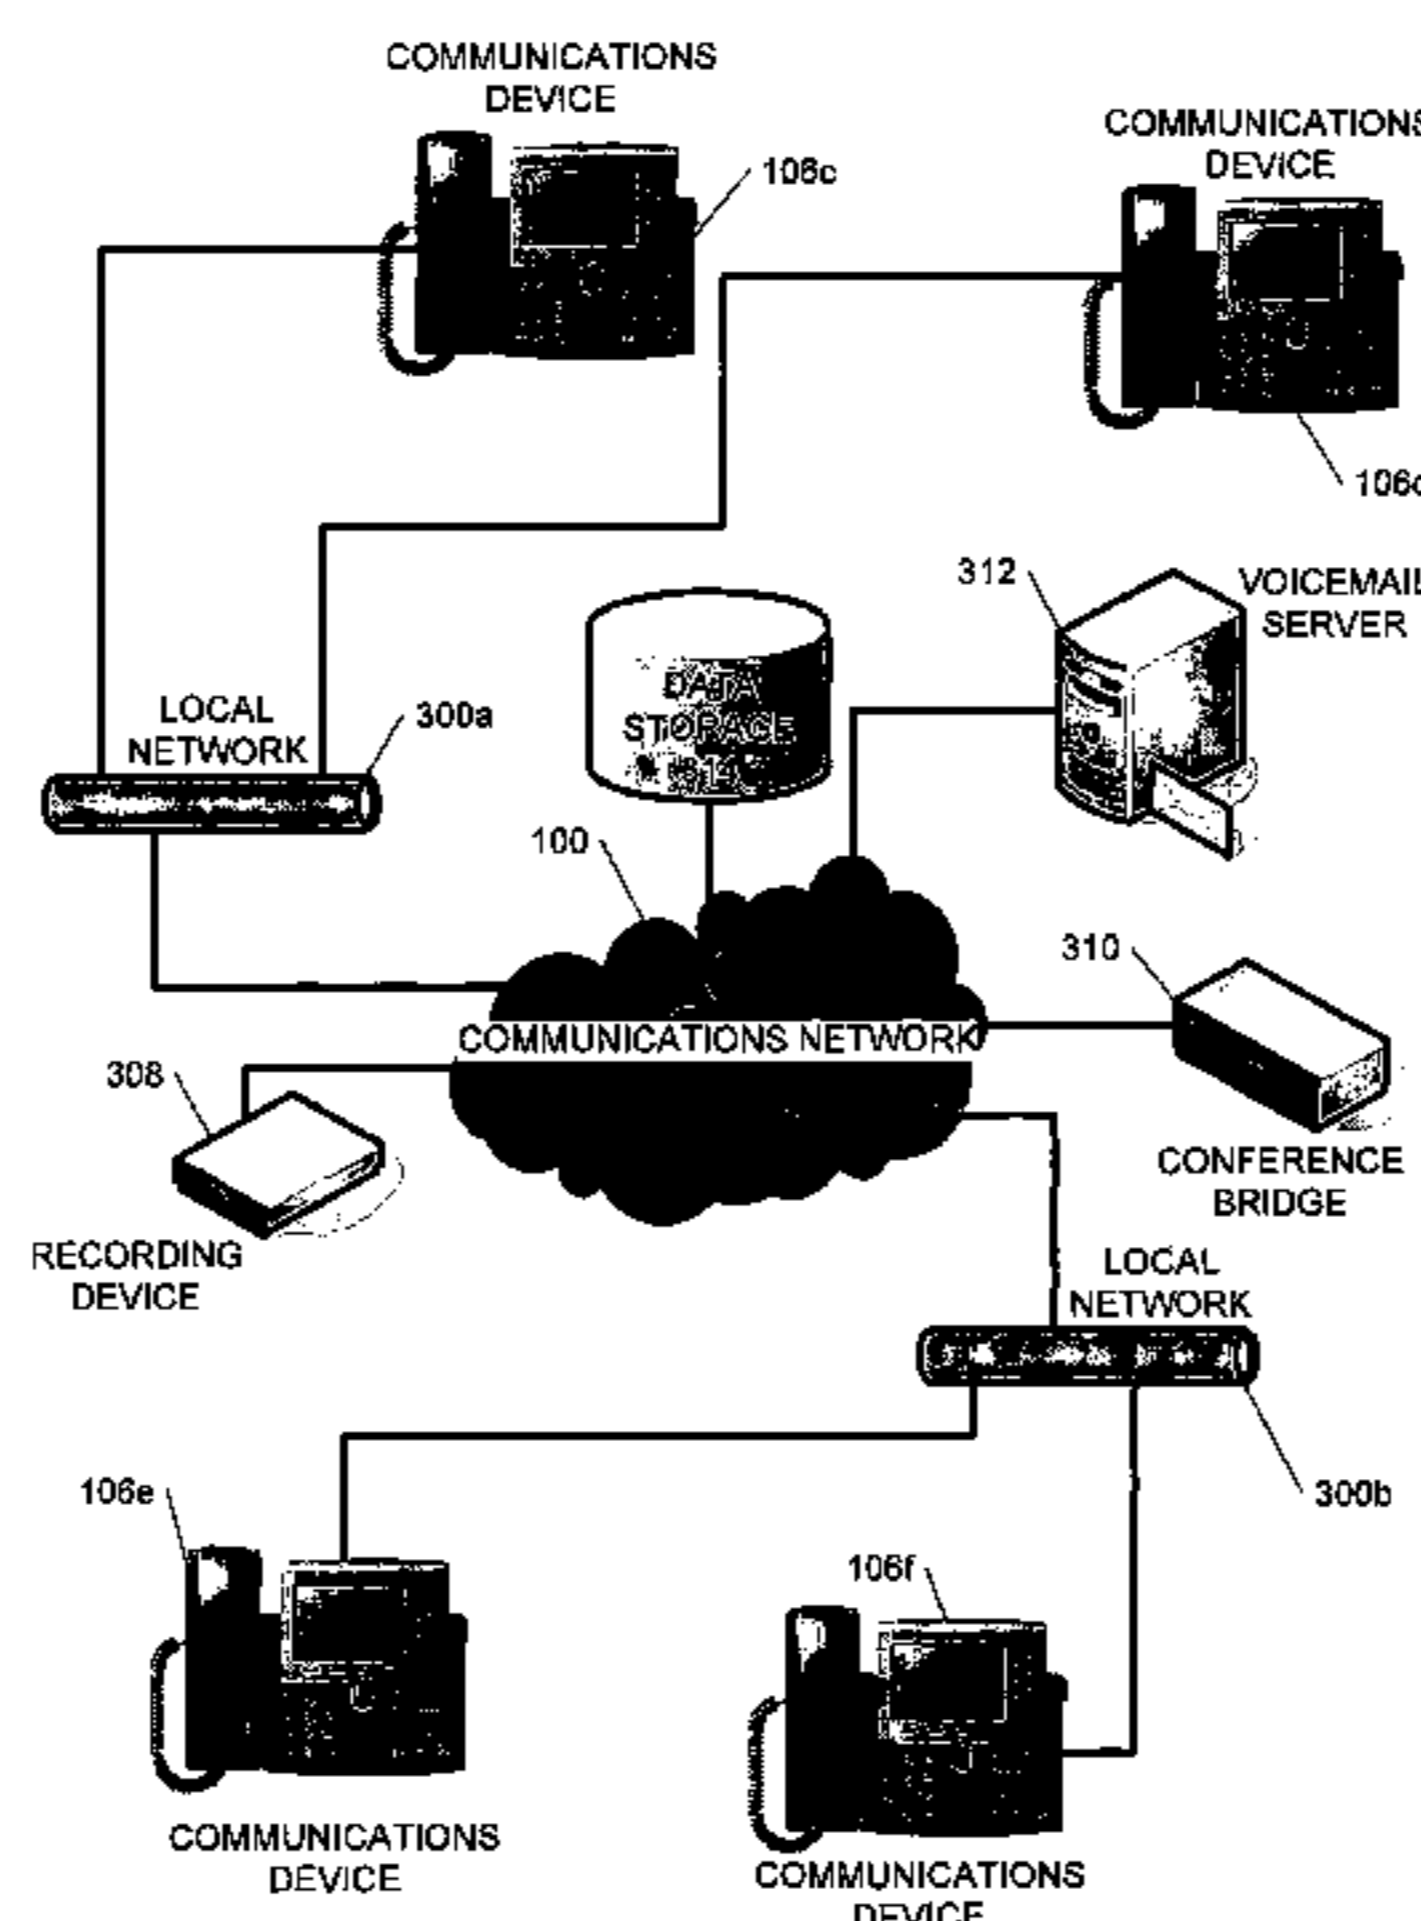 COMMUNICATIONS
DEVICE
106c
COMMUNICATIONS
DEVICE
312
VOICEMAIL
SERVER
LOCAL
NETWORK
300a
DATA
STORAGE
100
310
COMMUNICATIONS NETWORK
308
CONFERENCE
BRIDGE
RECORDING
DEVICE
LOCAL
NETWORK
300b
106e
106f
COMMUNICATIONS
DEVICE
COMMUNICATIONS
DEVICE